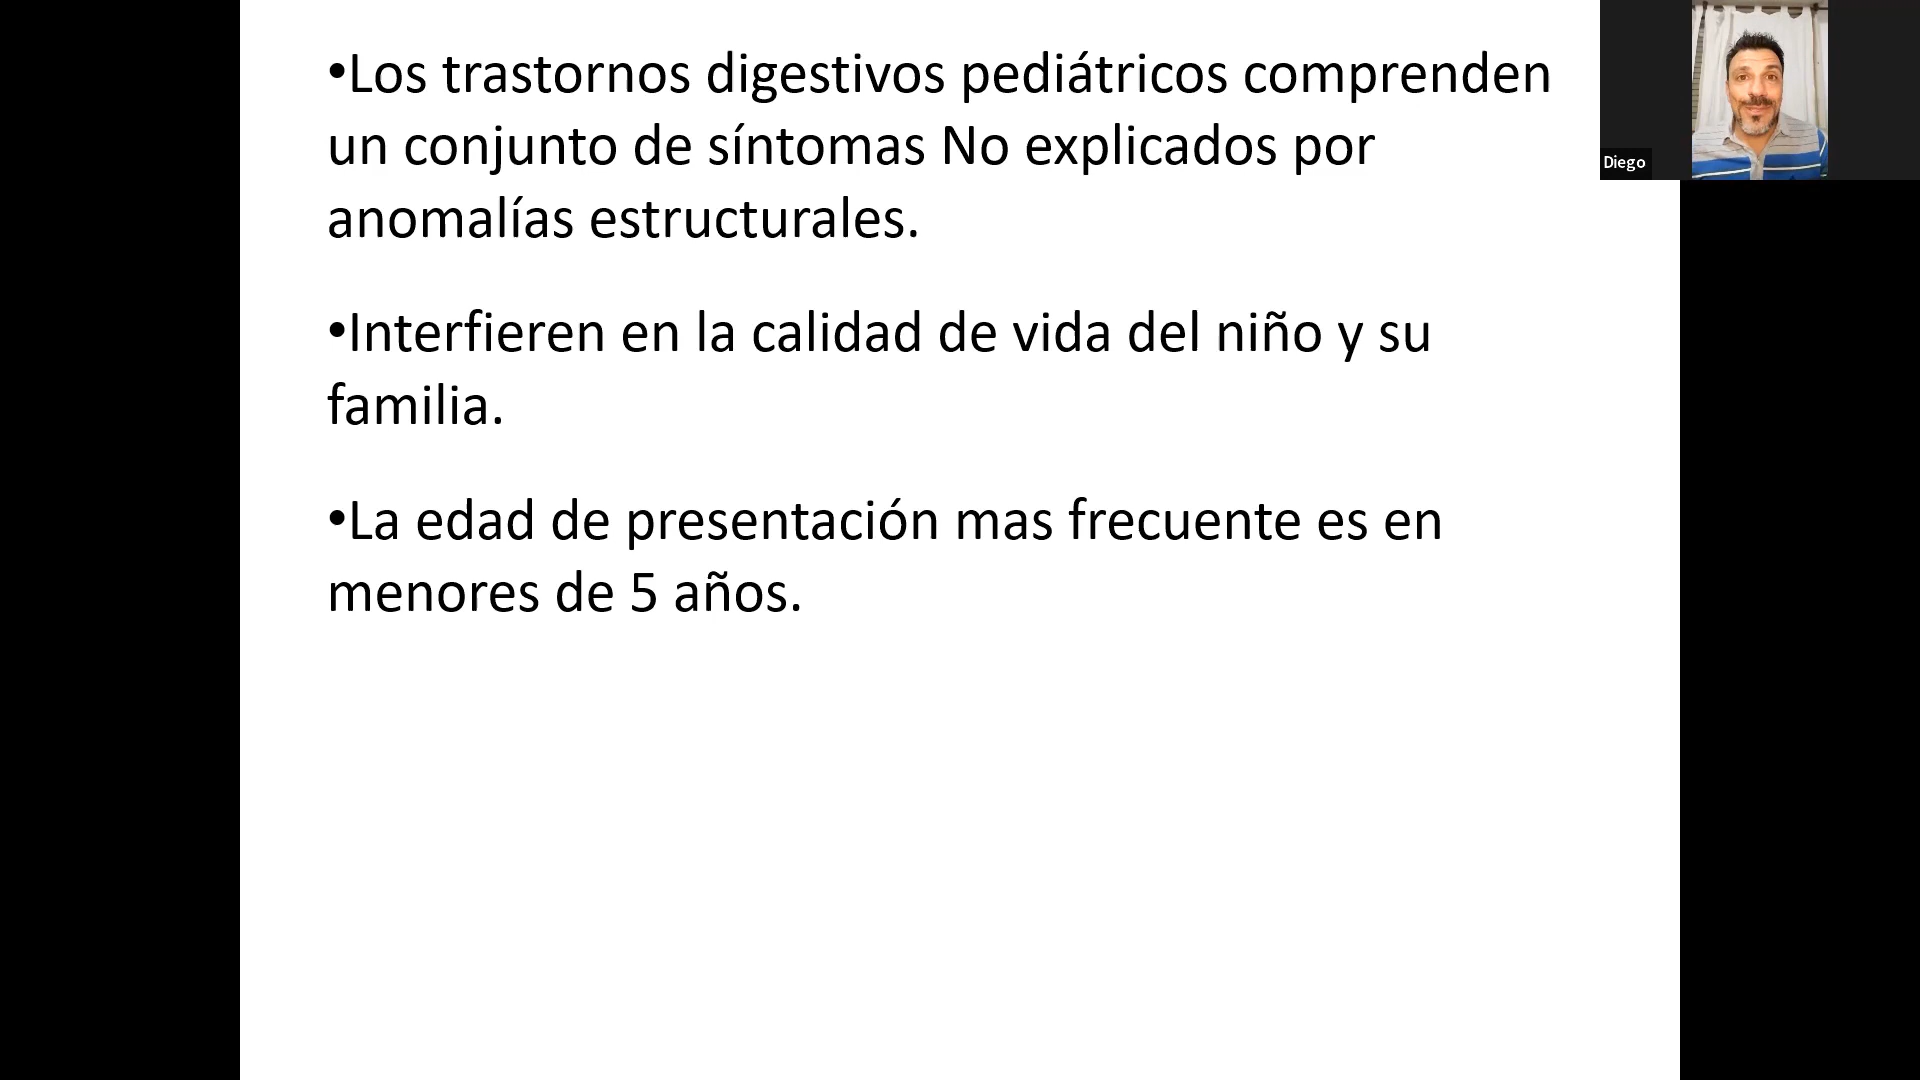 •Los trastornos digestivos pediátricos comprenden
un conjunto de síntomas No explicados por
anomalías estructurales.
•Interfieren en la calidad de vida del niño y su
familia.
•La edad de presentación mas frecuente es en
menores de 5 años.
Diego